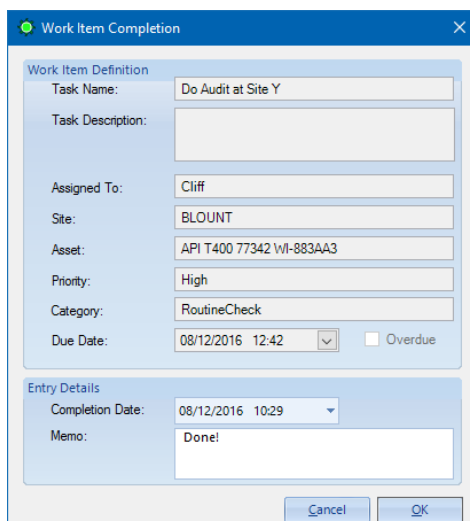 Work Item Completion
Work Item Definition
Task Name: Do Audit at Site Y
Task Description:
Assigned To: Cliff
Site: BLOUNT
Asset: API T400 77342 WI-883AA3
Priority: High
Category: RoutineCheck
Due Date: 08/12/2016 12:42 Overdue
Entry Details
Completion Date: 08/12/2016 10:29
Memo: Done!
Cancel OK